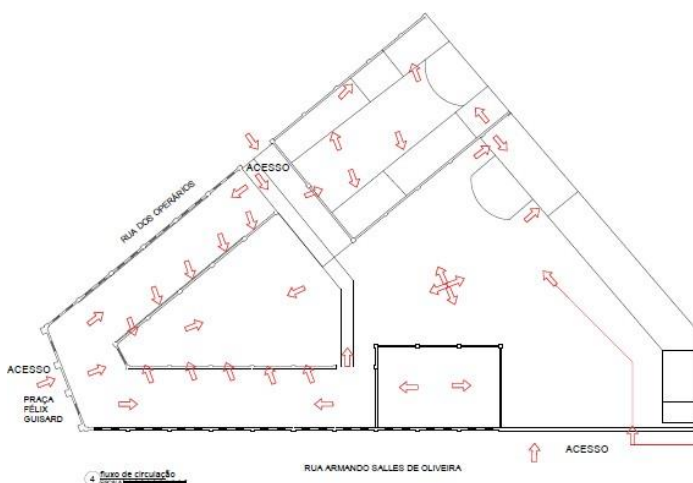 ACESSO
RUA DOS OPERÁRIOS
ACESSO
PRAÇA
FÉLIX
GUISARD
ACESSO
RUA ARMANDO SALLES DE OLIVEIRA
4 fluxo de circulação